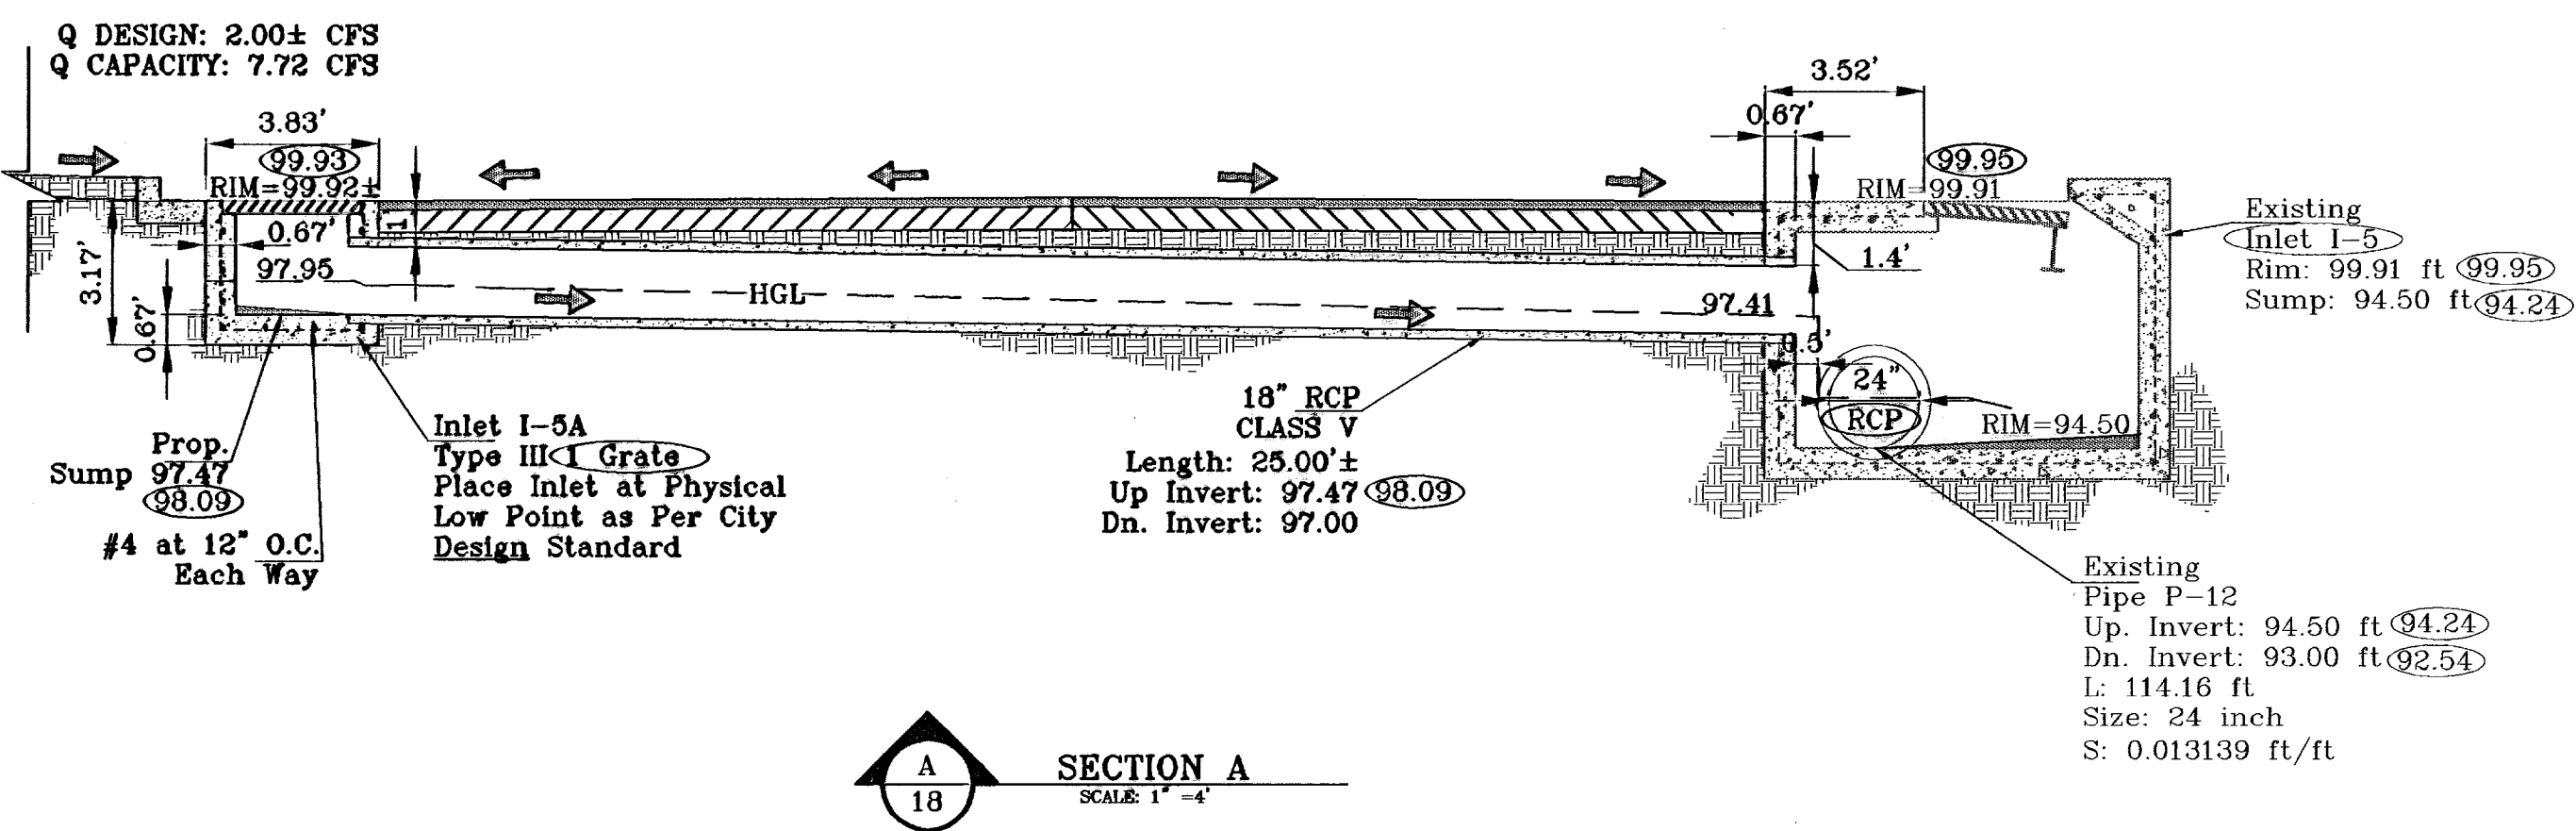 Q DESIGN: 2.00± CFS
Q CAPACITY: 7.72 CFS
3.83'
99.93
RIM=99.92±
0.67'
3.17'
97.95
0.67'
1'
HGL
3.52'
0.67'
99.95
RIM=99.91
1.4'
97.41
0.5'
24"
RCP
RIM=94.50
Existing
Inlet I-5
Rim: 99.91 ft 99.95
Sump: 94.50 ft 94.24
Prop.
Sump 97.47
98.09
#4 at 12" O.C.
Each Way
Inlet I-5A
Type III 1 Grate
Place Inlet at Physical
Low Point as Per City
Design Standard
18" RCP
CLASS V
Length: 25.00'±
Up Invert: 97.47 98.09
Dn. Invert: 97.00
Existing
Pipe P-12
Up. Invert: 94.50 ft 94.24
Dn. Invert: 93.00 ft 92.54
L: 114.16 ft
Size: 24 inch
S: 0.013139 ft/ft
A
18
SECTION A
SCALE: 1" =4'